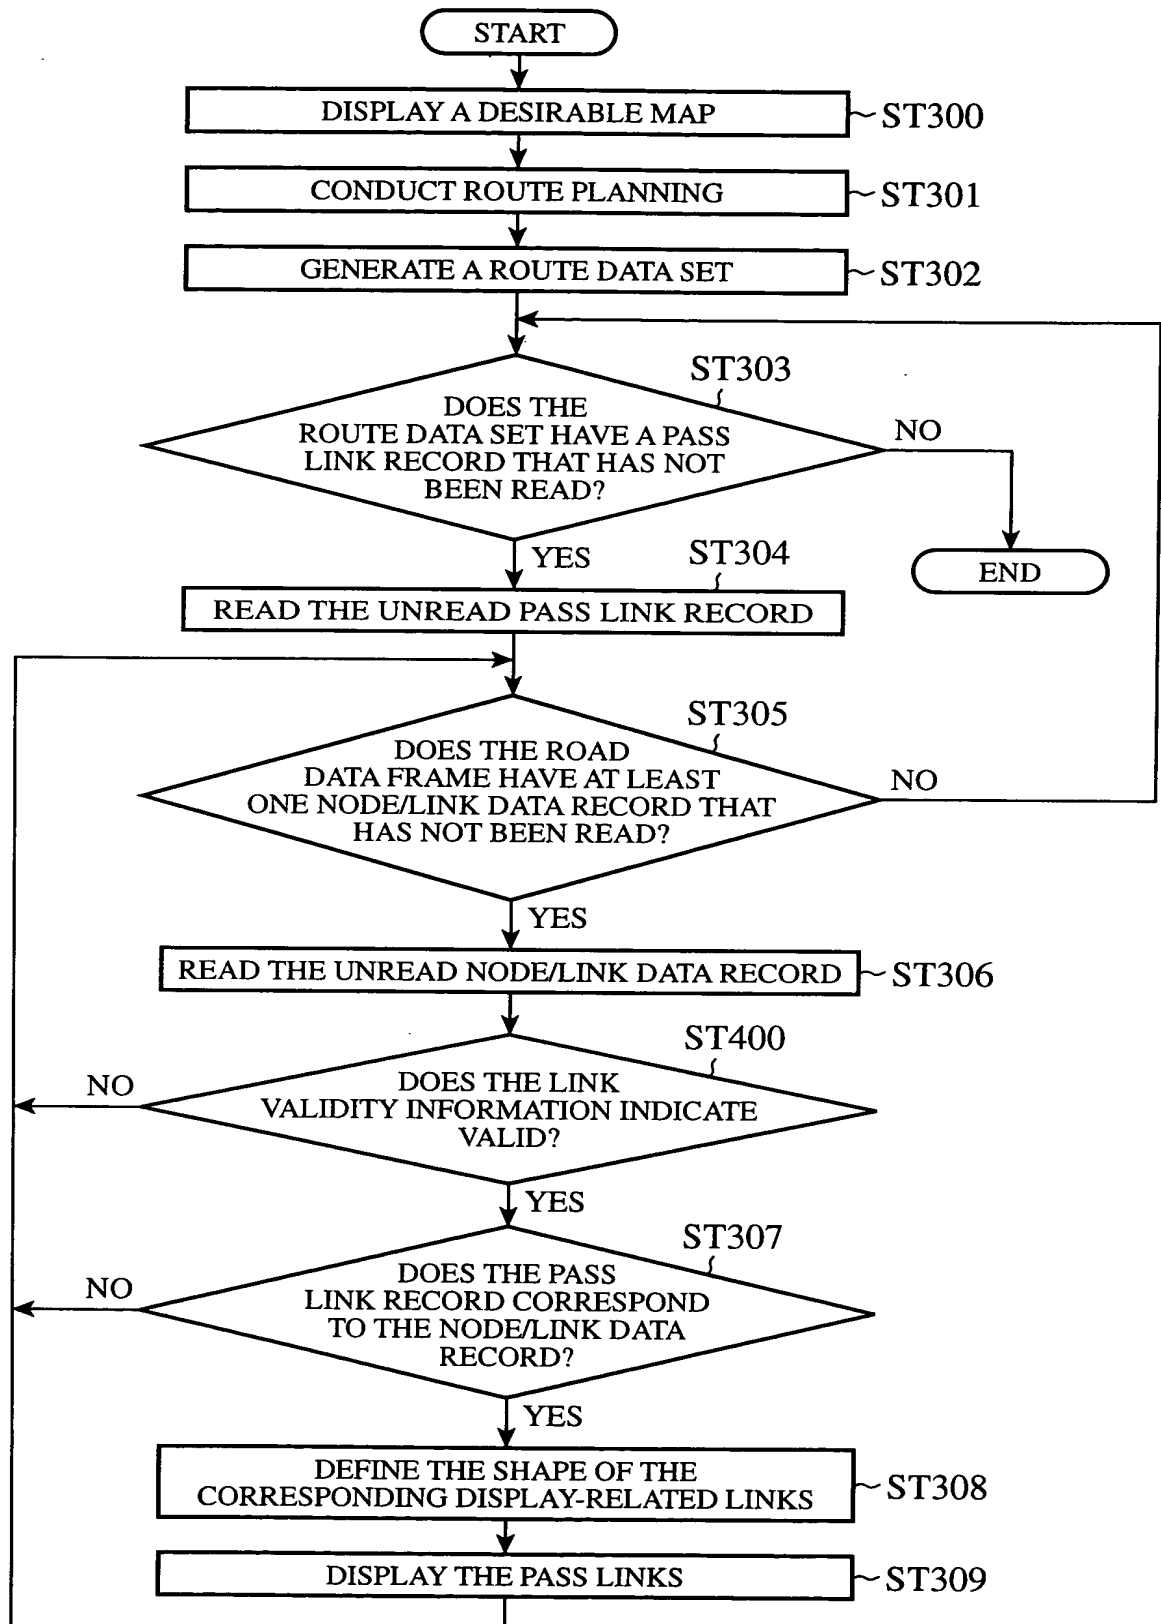 START
DISPLAY A DESIRABLE MAP
ST300
CONDUCT ROUTE PLANNING
ST301
GENERATE A ROUTE DATA SET
ST302
ST303
DOES THE
ROUTE DATA SET HAVE A PASS
LINK RECORD THAT HAS NOT
BEEN READ?
NO
END
YES
ST304
READ THE UNREAD PASS LINK RECORD
ST305
DOES THE ROAD
DATA FRAME HAVE AT LEAST
ONE NODE/LINK DATA RECORD THAT
HAS NOT BEEN READ?
NO
YES
READ THE UNREAD NODE/LINK DATA RECORD
ST306
ST400
DOES THE LINK
VALIDITY INFORMATION INDICATE
VALID?
NO
YES
ST307
DOES THE PASS
LINK RECORD CORRESPOND
TO THE NODE/LINK DATA
RECORD?
NO
YES
DEFINE THE SHAPE OF THE
CORRESPONDING DISPLAY-RELATED LINKS
ST308
DISPLAY THE PASS LINKS
ST309